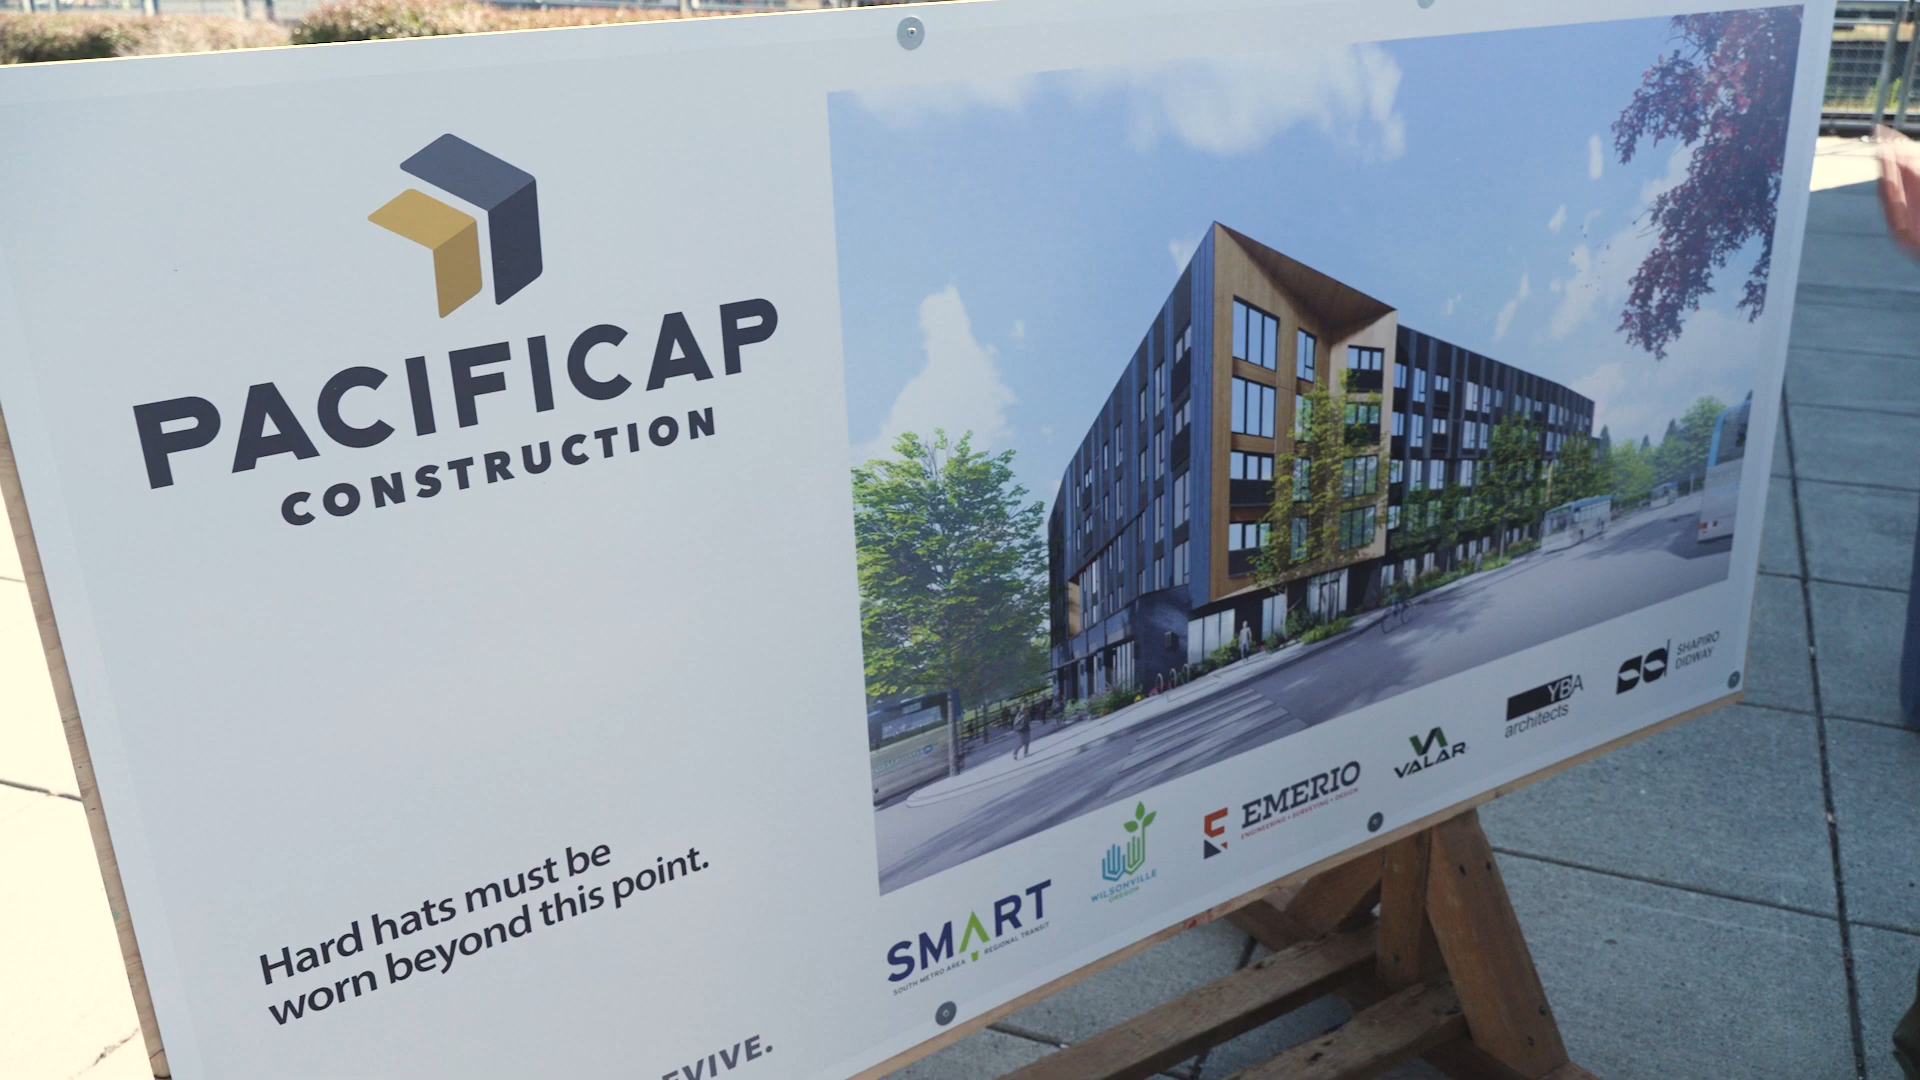 PACIFICAP
CONSTRUCTION
Hard hats must be
worn beyond this point.
SMART
SOUTH METRO AREA REGIONAL TRANSIT
WILSONVILLE
OREGON
EMERIO
ENGINEERING • SURVEYING • DESIGN
VALAR
YBA
architects
SHAPIRO
DIDWAY